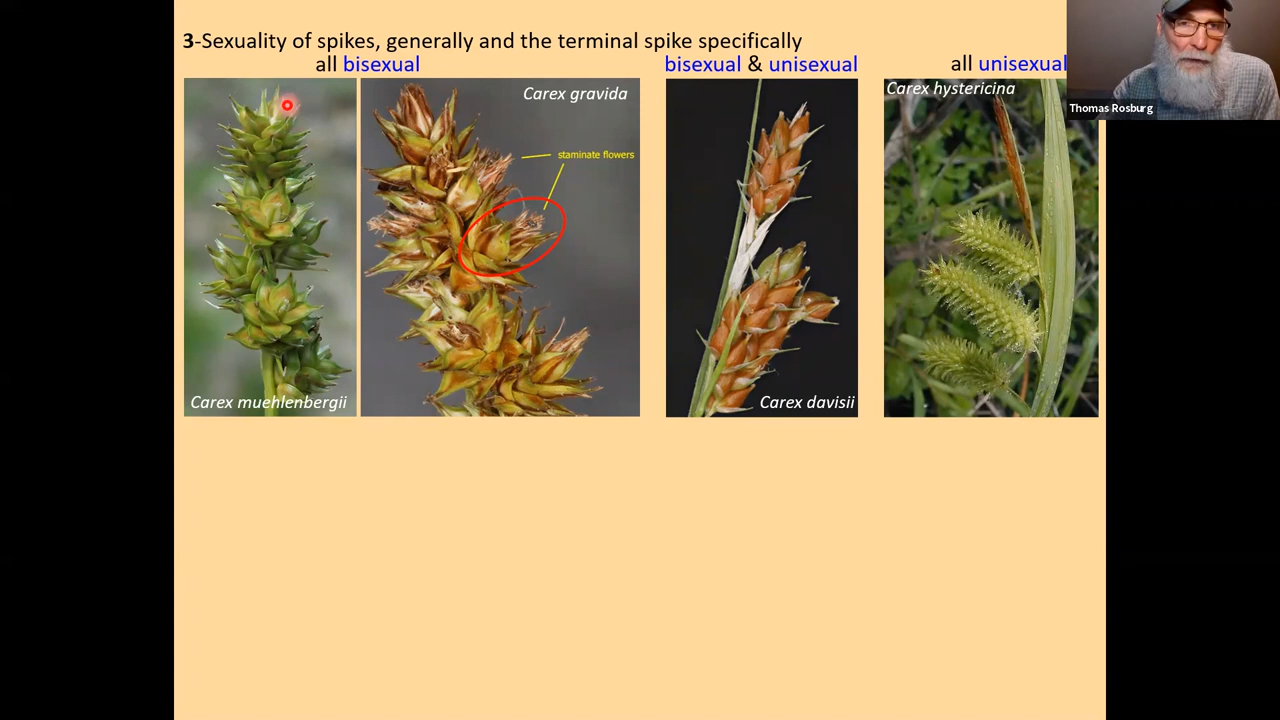 3-Sexuality of spikes, generally and the terminal spike specifically
all bisexual
bisexual & unisexual
all unisexual
Carex gravida
staminate flowers
Carex hystericina
Thomas Rosburg
Carex muehlenbergii
Carex davisii